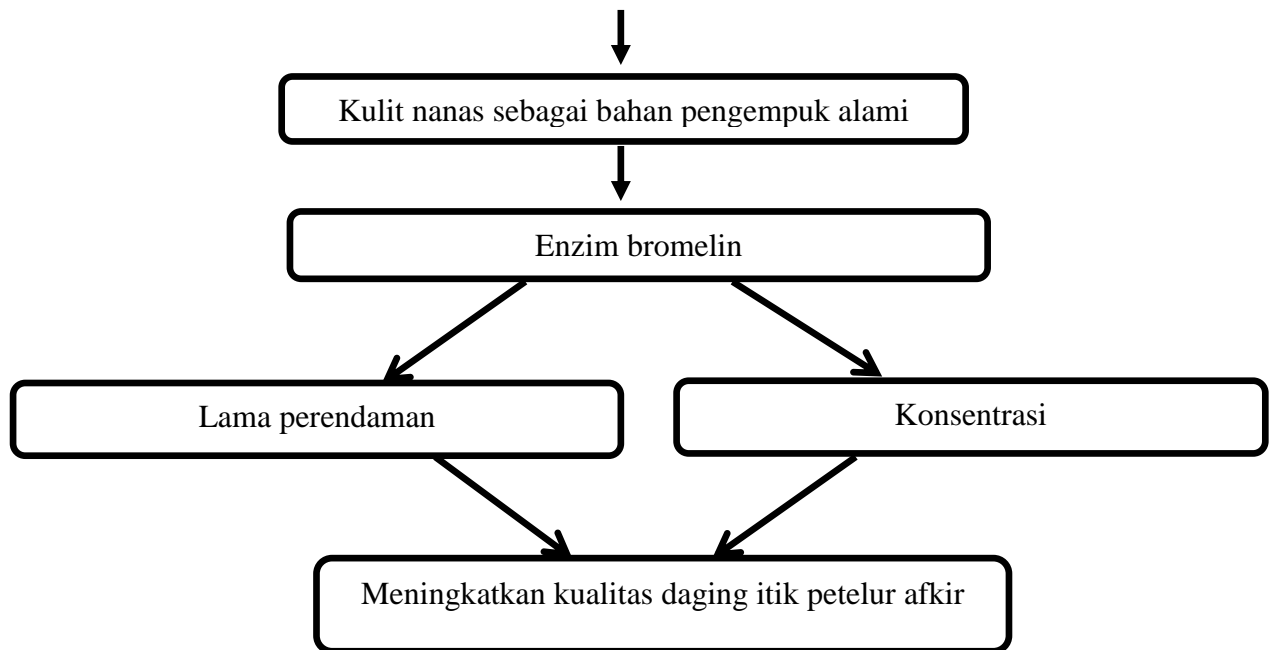 Kulit nanas sebagai bahan pengempuk alami
Enzim bromelin
Lama perendaman
Konsentrasi
Meningkatkan kualitas daging itik petelur afkir